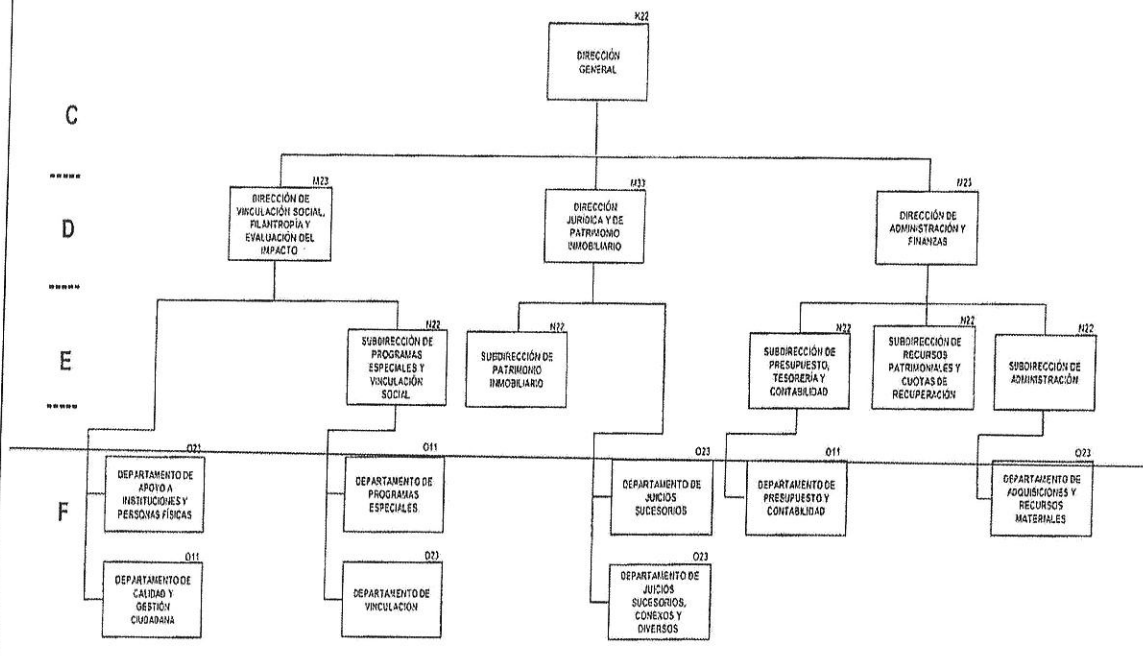 K22
DIRECCIÓN
GENERAL
C
-----
M23
DIRECCIÓN DE
VINCULACIÓN SOCIAL,
FILANTROPÍA Y
EVALUACIÓN DEL
IMPACTO
M33
DIRECCIÓN
JURÍDICA Y DE
PATRIMONIO
INMOBILIARIO
M23
DIRECCIÓN DE
ADMINISTRACIÓN Y
FINANZAS
D
-----
N22
SUBDIRECCIÓN DE
PROGRAMAS
ESPECIALES Y
VINCULACIÓN
SOCIAL
N22
SUBDIRECCIÓN DE
PATRIMONIO
INMOBILIARIO
N22
SUBDIRECCIÓN DE
PRESUPUESTO,
TESORERÍA Y
CONTABILIDAD
N22
SUBDIRECCIÓN DE
RECURSOS
PATRIMONIALES Y
CUOTAS DE
RECUPERACIÓN
N22
SUBDIRECCIÓN DE
ADMINISTRACIÓN
E
-----
O21
DEPARTAMENTO DE
APOYO A
INSTITUCIONES Y
PERSONAS FÍSICAS
O11
DEPARTAMENTO DE
PROGRAMAS
ESPECIALES
O23
DEPARTAMENTO DE
JUICIOS
SUCESORIOS
O11
DEPARTAMENTO DE
PRESUPUESTO Y
CONTABILIDAD
O23
DEPARTAMENTO DE
ADQUISICIONES Y
RECURSOS
MATERIALES
F
O11
DEPARTAMENTO DE
CALIDAD Y
GESTIÓN
CIUDADANA
O23
DEPARTAMENTO DE
VINCULACIÓN
O23
DEPARTAMENTO DE
JUICIOS
SUCESORIOS,
CONEXOS Y
DIVERSOS